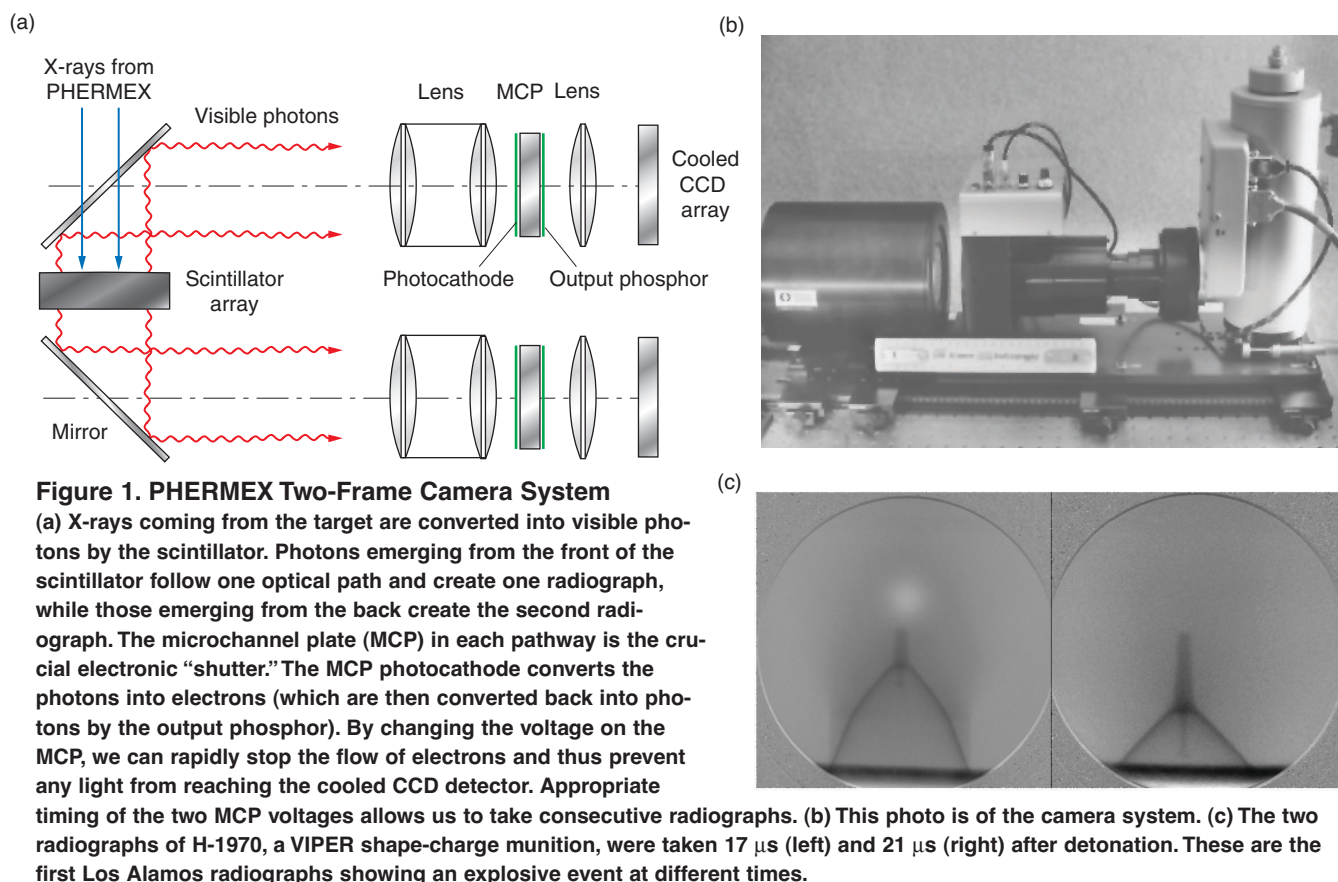 (a)
X-rays from
PHERMEX
Visible photons
Lens
MCP
Lens
Cooled
CCD
array
Photocathode
Output phosphor
Scintillator
array
Mirror
(b)
Figure 1. PHERMEX Two-Frame Camera System
(a) X-rays coming from the target are converted into visible pho-
tons by the scintillator. Photons emerging from the front of the
scintillator follow one optical path and create one radiograph,
while those emerging from the back create the second radi-
ograph. The microchannel plate (MCP) in each pathway is the cru-
cial electronic “shutter.” The MCP photocathode converts the
photons into electrons (which are then converted back into pho-
tons by the output phosphor). By changing the voltage on the
MCP, we can rapidly stop the flow of electrons and thus prevent
any light from reaching the cooled CCD detector. Appropriate
timing of the two MCP voltages allows us to take consecutive radiographs. (b) This photo is of the camera system. (c) The two
radiographs of H-1970, a VIPER shape-charge munition, were taken 17 μs (left) and 21 μs (right) after detonation. These are the
first Los Alamos radiographs showing an explosive event at different times.
(c)